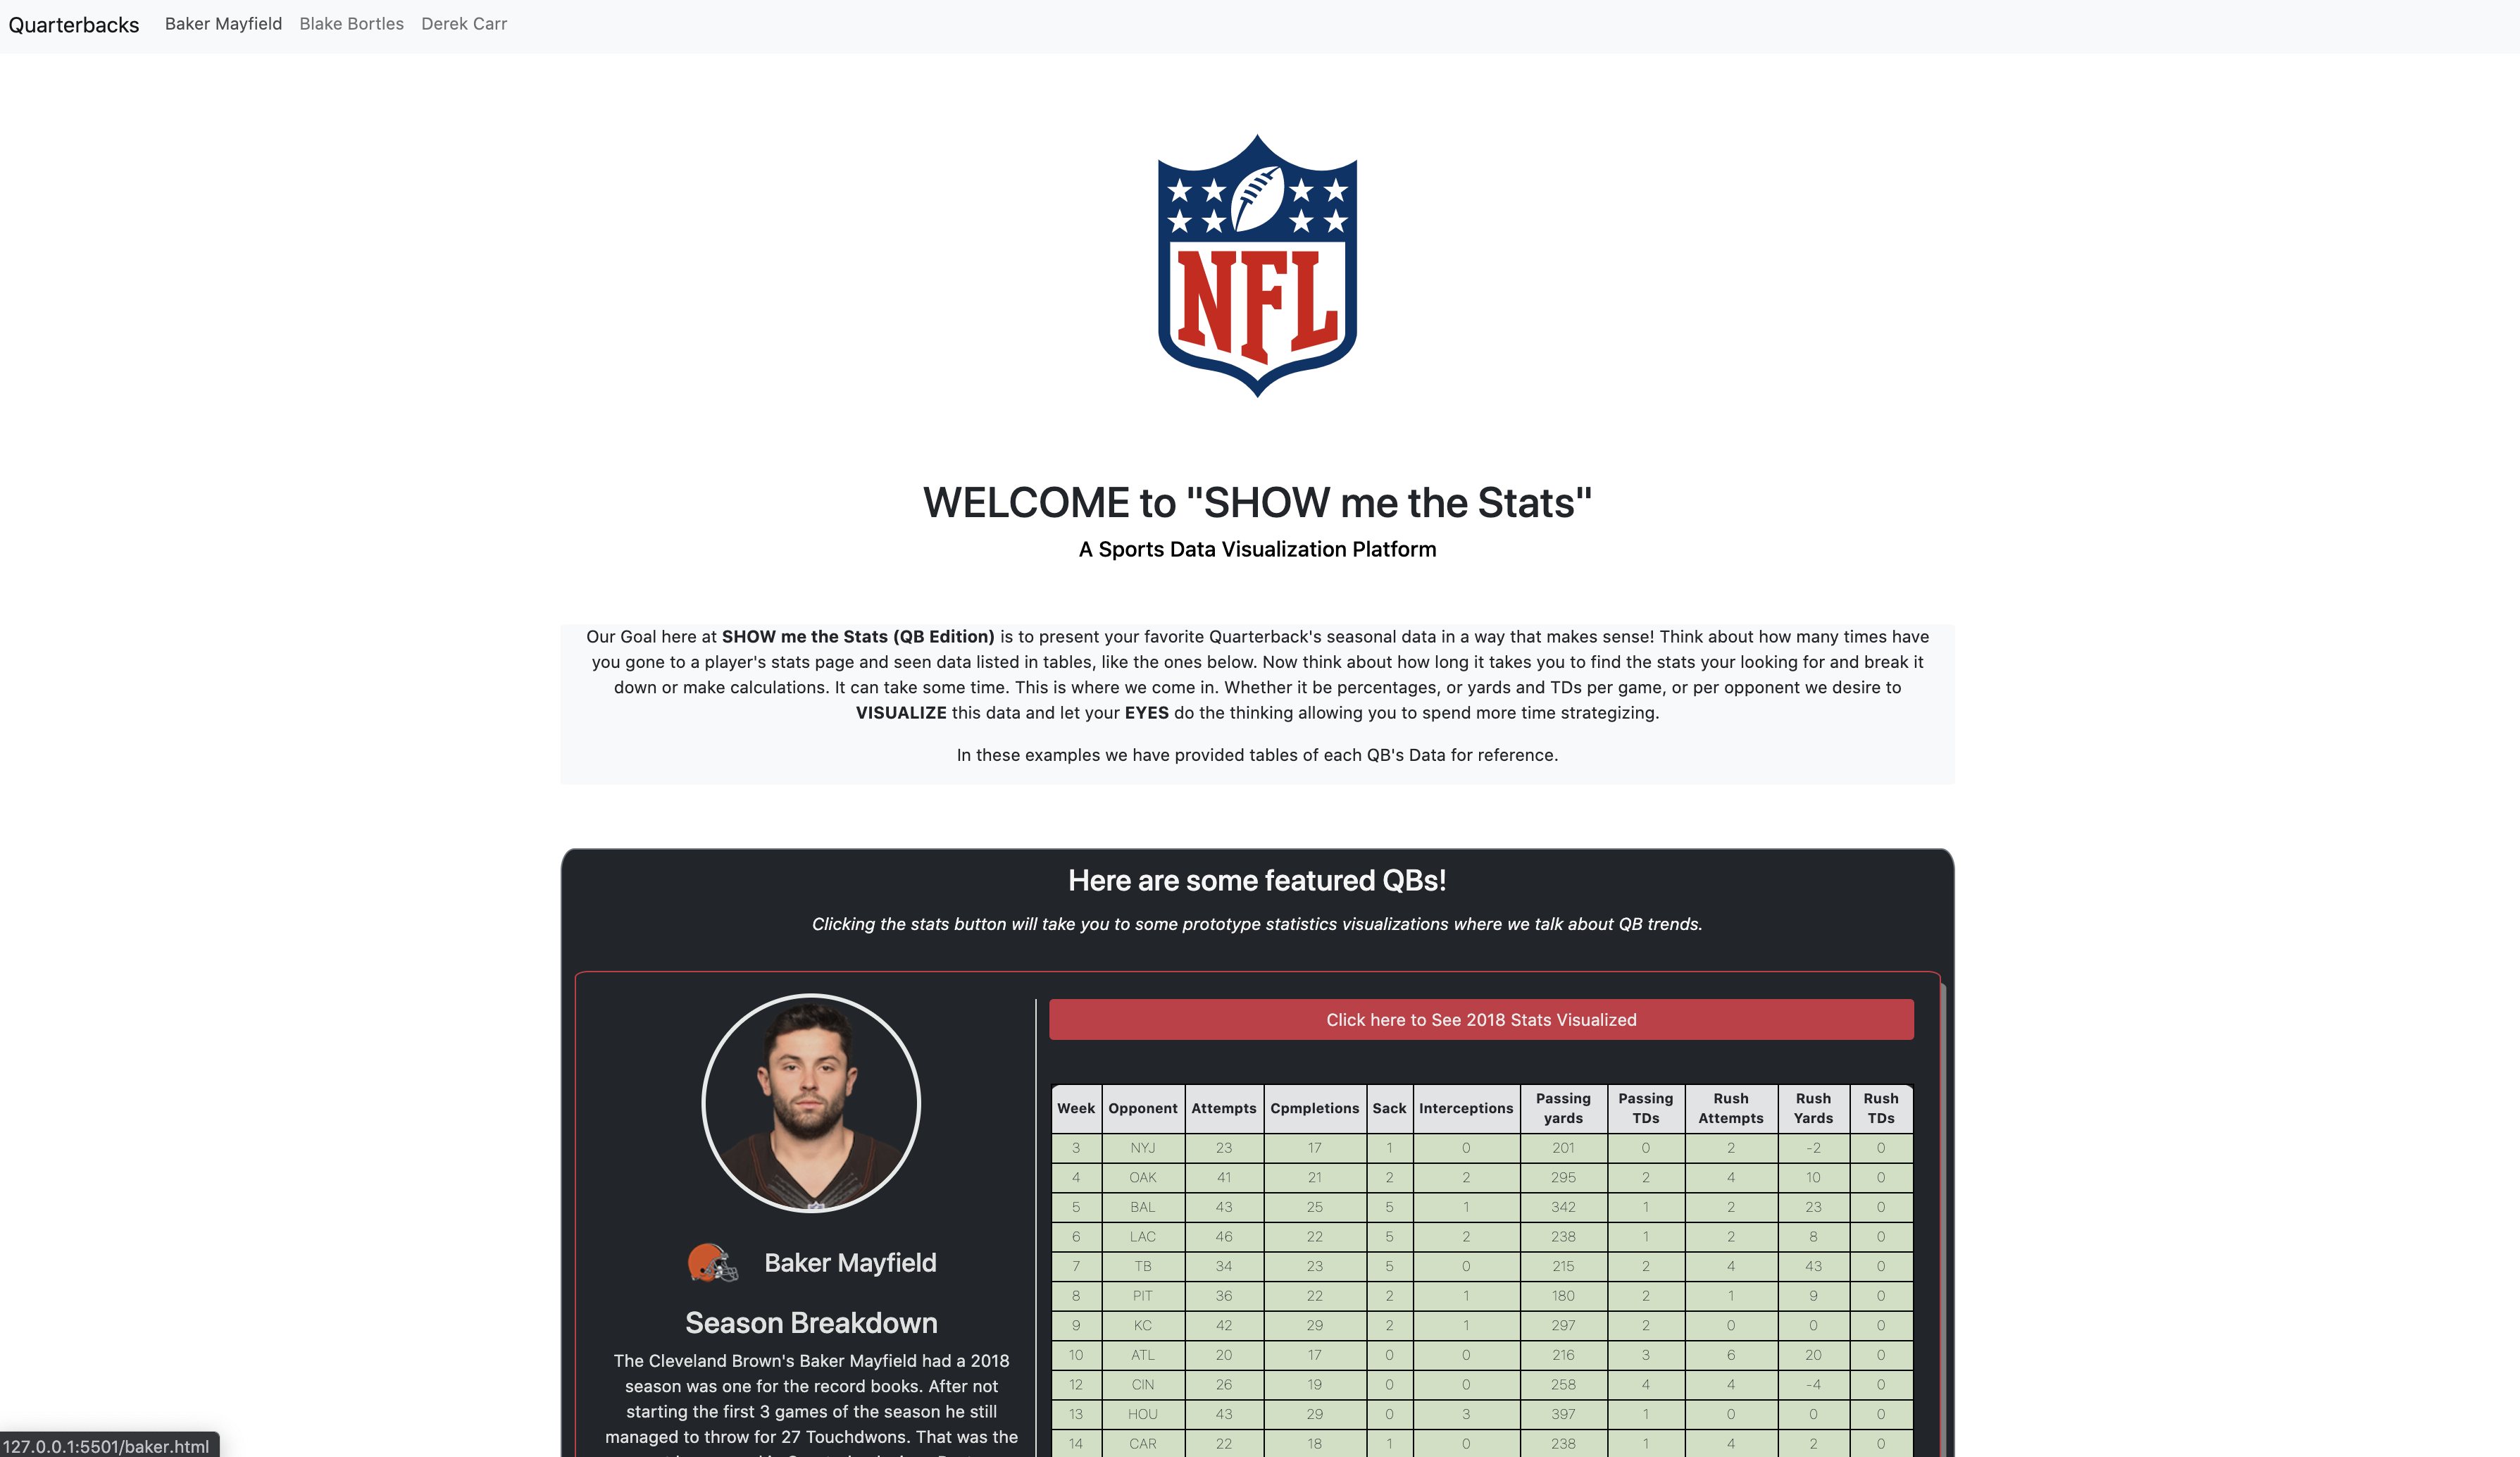 Quarterbacks Baker Mayfield Blake Bortles Derek Carr
NFL
WELCOME to "SHOW me the Stats"
A Sports Data Visualization Platform
Our Goal here at SHOW me the Stats (QB Edition) is to present your favorite Quarterback's seasonal data in a way that makes sense! Think about how many times have
you gone to a player's stats page and seen data listed in tables, like the ones below. Now think about how long it takes you to find the stats your looking for and break it
down or make calculations. It can take some time. This is where we come in. Whether it be percentages, or yards and TDs per game, or per opponent we desire to
VISUALIZE this data and let your EYES do the thinking allowing you to spend more time strategizing.
In these examples we have provided tables of each QB's Data for reference.
Here are some featured QBs!
Clicking the stats button will take you to some prototype statistics visualizations where we talk about QB trends.
Baker Mayfield
Season Breakdown
The Cleveland Brown's Baker Mayfield had a 2018
season was one for the record books. After not
starting the first 3 games of the season he still
managed to throw for 27 Touchdwons. That was the
Click here to See 2018 Stats Visualized
Week Opponent Attempts Cpmpletions Sack Interceptions Passing yards Passing TDs Rush Attempts Rush Yards Rush TDs
3 NYJ 23 17 1 0 201 0 2 -2 0
4 OAK 41 21 2 2 295 2 4 10 0
5 BAL 43 25 5 1 342 1 2 23 0
6 LAC 46 22 5 2 238 1 2 8 0
7 TB 34 23 5 0 215 2 4 43 0
8 PIT 36 22 2 1 180 2 1 9 0
9 KC 42 29 2 1 297 2 0 0 0
10 ATL 20 17 0 0 216 3 6 20 0
12 CIN 26 19 0 0 258 4 4 -4 0
13 HOU 43 29 0 3 397 1 0 0 0
14 CAR 22 18 1 0 238 1 4 2 0
127.0.0.1:5501/baker.html